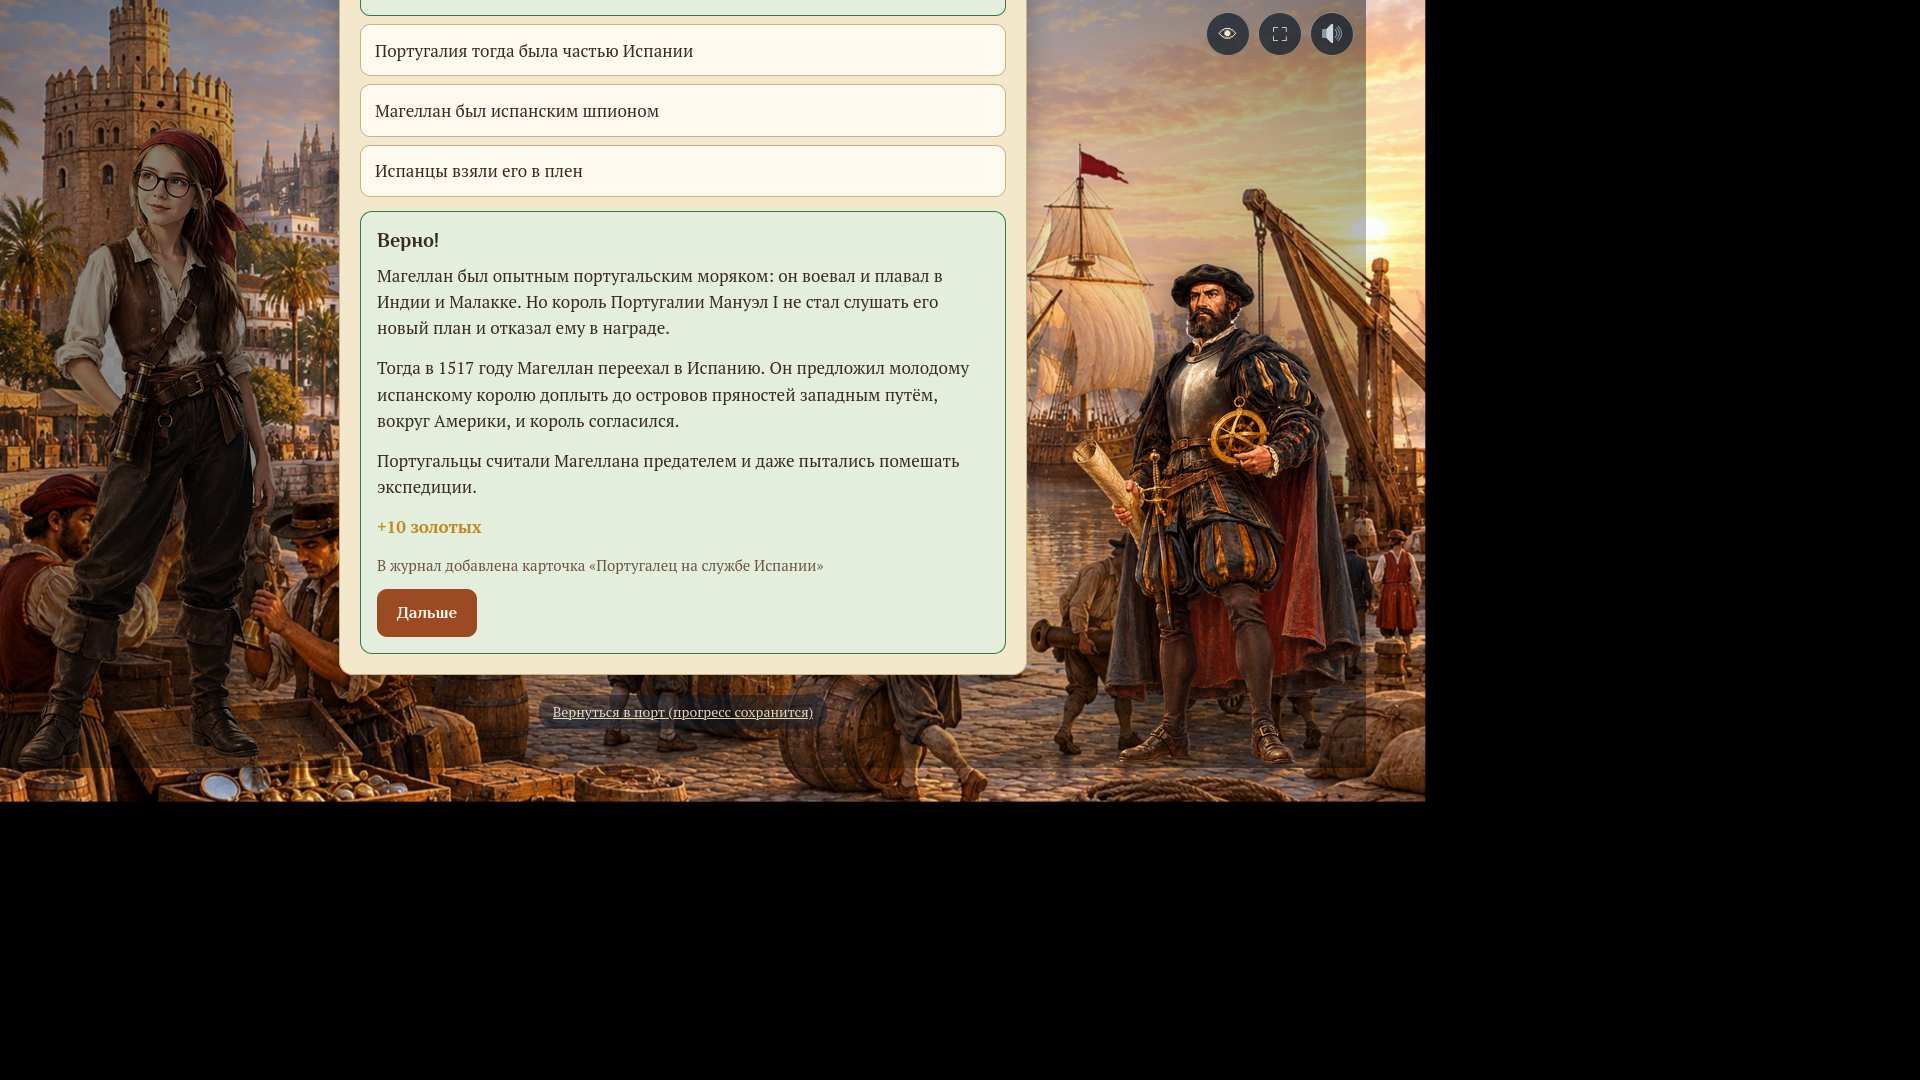 Португалия тогда была частью Испании
Магеллан был испанским шпионом
Испанцы взяли его в плен
Верно!
Магеллан был опытным португальским моряком: он воевал и плавал в
Индии и Малакке. Но король Португалии Мануэл I не стал слушать его
новый план и отказал ему в награде.
Тогда в 1517 году Магеллан переехал в Испанию. Он предложил молодому
испанскому королю доплыть до островов пряностей западным путём,
вокруг Америки, и король согласился.
Португальцы считали Магеллана предателем и даже пытались помешать
экспедиции.
+10 золотых
В журнал добавлена карточка «Португалец на службе Испании»
Дальше
Вернуться в порт (прогресс сохранится)